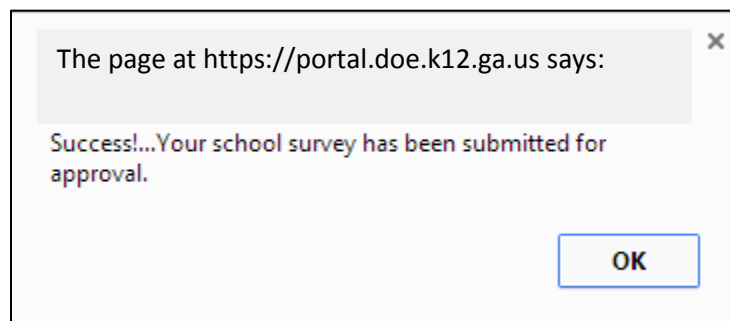 The page at https://portal.doe.k12.ga.us says:
Success!...Your school survey has been submitted for
approval.
OK